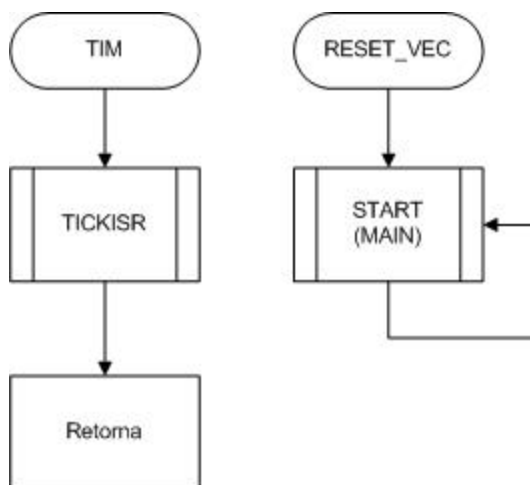 TIM
TICKISR
Retorna
RESET_VEC
START
(MAIN)